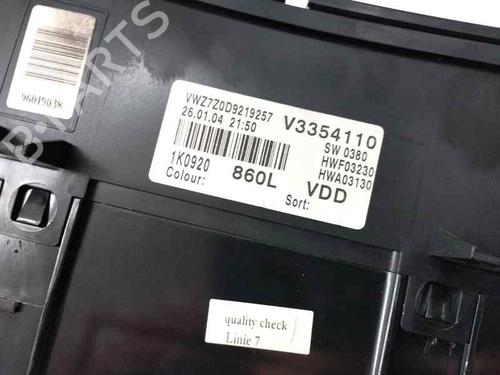 96019038
B-PARTS
VWZ7Z0D9219257
26.01.04 21:50
V3354110
SW 0380
HWF03230
HWA03130
1K0920
860L
VDD
Colour:
Sort:
quality check
Linie 7